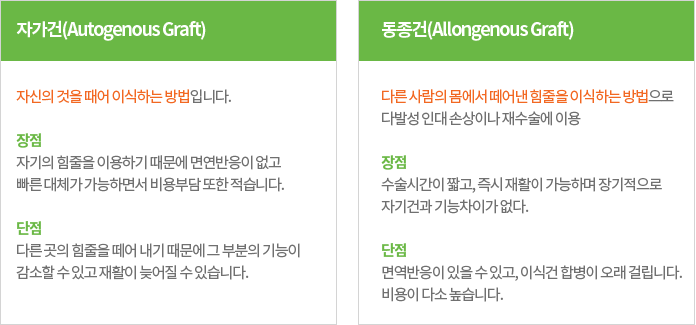 자가건(Autogenous Graft)
자신의 것을 때어 이식하는 방법입니다.
장점
자기의 힘줄을 이용하기 때문에 면연반응이 없고
빠른 대체가 가능하면서 비용부담 또한 적습니다.
단점
다른 곳의 힘줄을 떼어 내기 때문에 그 부분의 기능이
감소할 수 있고 재활이 늦어질 수 있습니다.
동종건(Allongenous Graft)
다른 사람의 몸에서 떼어낸 힘줄을 이식하는 방법으로
다발성 인대 손상이나 재수술에 이용
장점
수술시간이 짧고, 즉시 재활이 가능하며 장기적으로
자기건과 기능차이가 없다.
단점
면역반응이 있을 수 있고, 이식건 합병이 오래 걸립니다.
비용이 다소 높습니다.